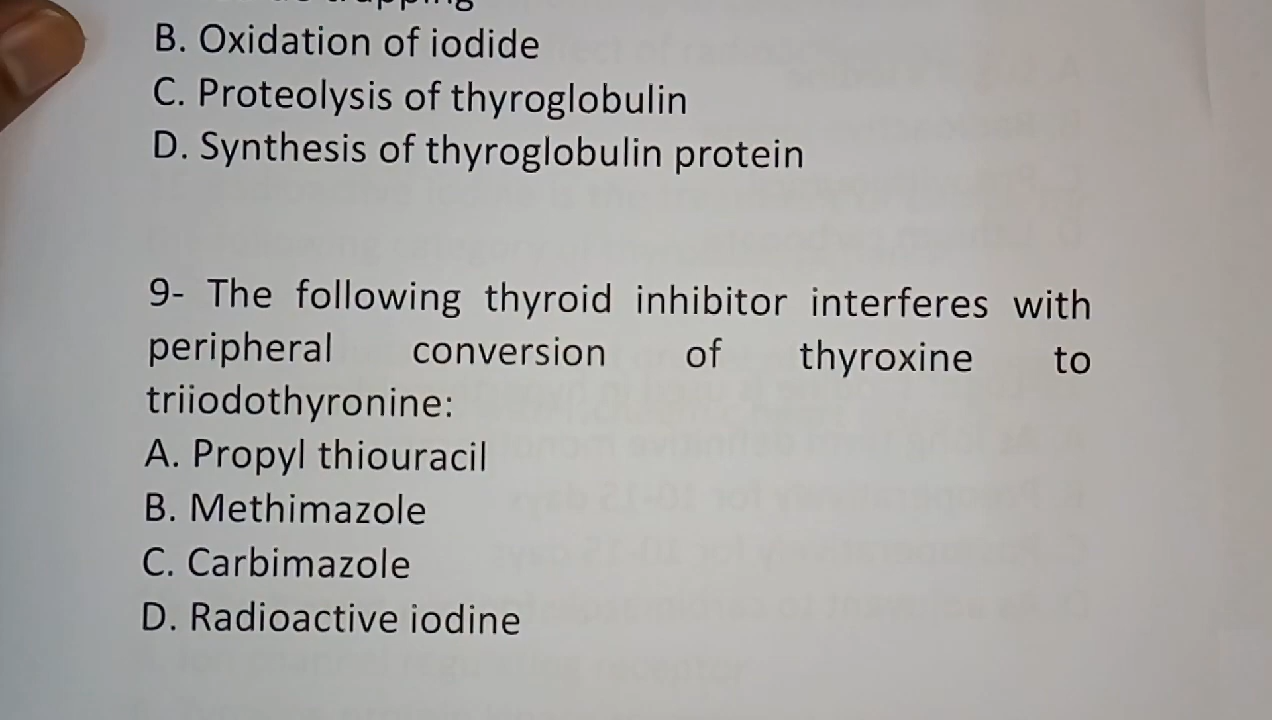 B. Oxidation of iodide
C. Proteolysis of thyroglobulin
D. Synthesis of thyroglobulin protein
9- The following thyroid inhibitor interferes with
peripheral conversion of thyroxine to
triiodothyronine:
A. Propyl thiouracil
B. Methimazole
C. Carbimazole
D. Radioactive iodine